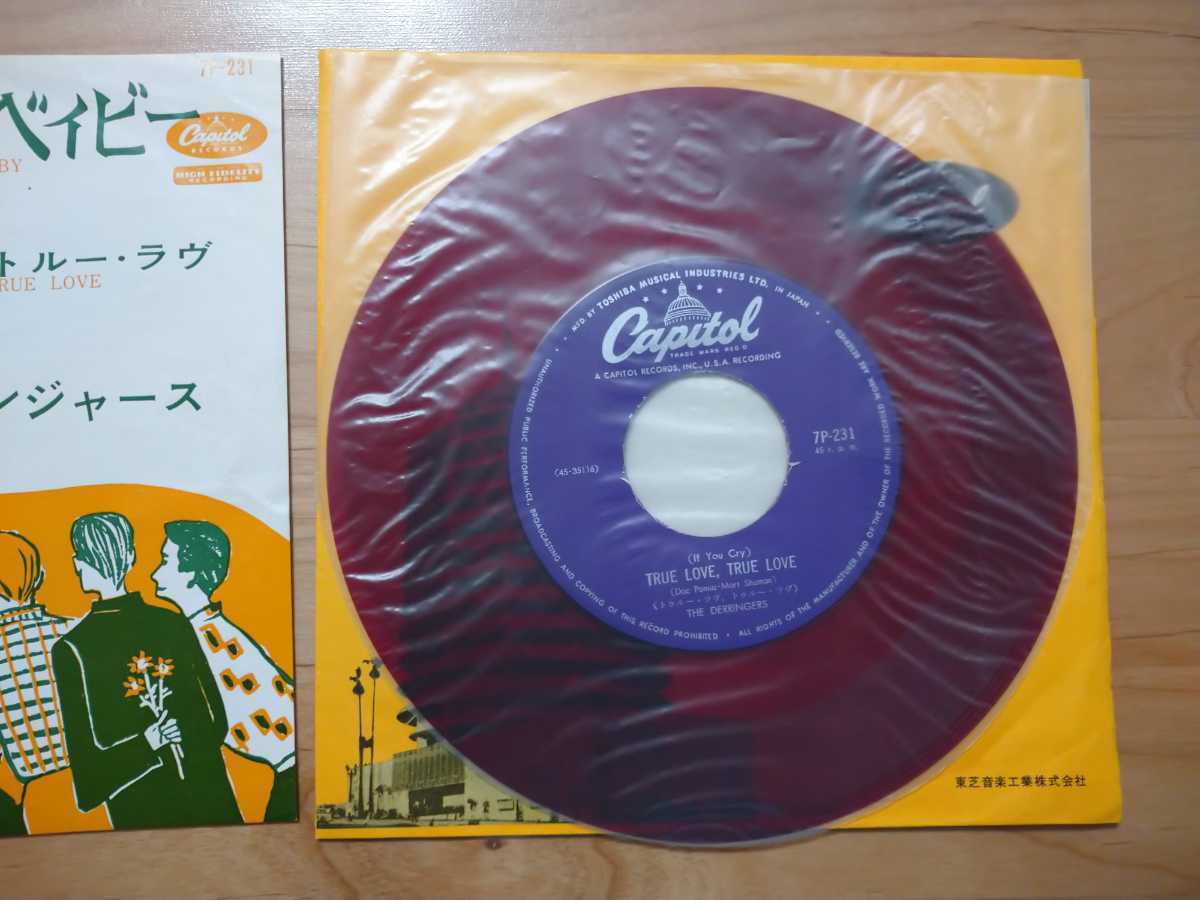 7P-231
ベイビー
BY
Capitol
RECORDS
HIGH FIDELITY
RECORDING
トルー・ラヴ
TRUE LOVE
ンジャース
MF'D BY TOSHIBA MUSICAL INDUSTRIES LTD. IN JAPAN
Capitol
TRADE MARK REG'D
A CAPITOL RECORDS, INC., U.S.A. RECORDING
7P-231
45 r.p.m.
(45-35116)
(If You Cry)
TRUE LOVE, TRUE LOVE
(Doc Pomus-Mort Shuman)
(トゥルー・ラヴ、トゥルー・ラヴ)
THE DERRINGERS
UNAUTHORIZED PUBLIC PERFORMANCE, BROADCASTING AND COPYING OF THIS RECORD PROHIBITED • ALL RIGHTS OF THE MANUFACTURER AND OF THE OWNER OF THE RECORDED WORK ARE RESERVED
東芝音楽工業株式会社